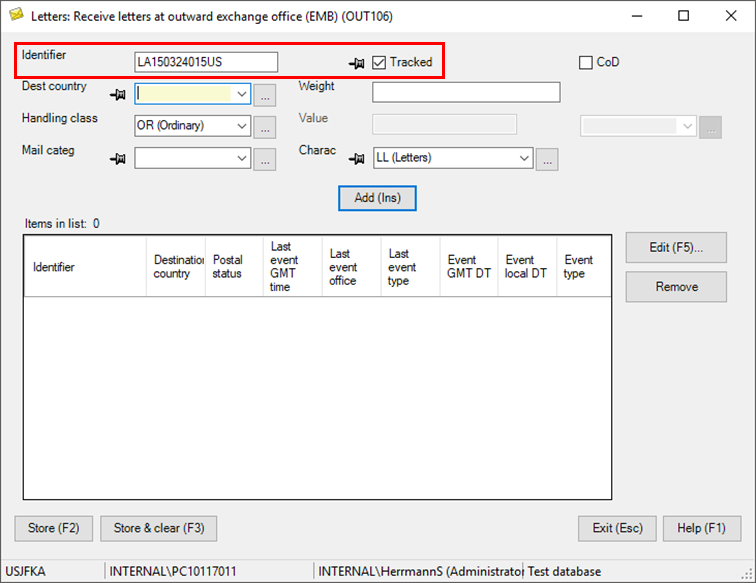 Letters: Receive letters at outward exchange office (EMB) (OUT106)
Identifier LA150324015US Tracked CoD
Dest country ... Weight
Handling class OR (Ordinary) ... Value ...
Mail categ ... Charac LL (Letters) ...
Add (Ins)
Items in list: 0
Identifier
Destination country
Postal status
Last event GMT time
Last event office
Last event type
Event GMT DT
Event local DT
Event type
Edit (F5)...
Remove
Store (F2) Store & clear (F3) Exit (Esc) Help (F1)
USJFKA INTERNAL\PC10117011 INTERNAL\HerrmannS (Administrator Test database